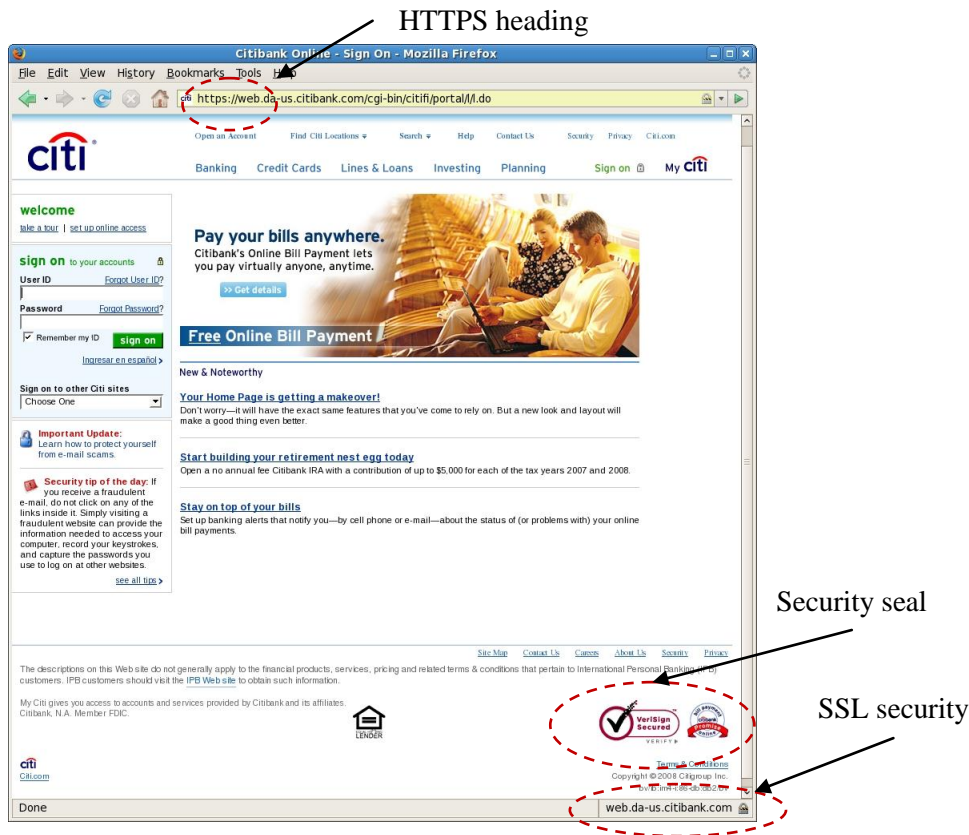 HTTPS heading
Citibank Online - Sign On - Mozilla Firefox
File Edit View History Bookmarks Tools Help
citi https://web.da-us.citibank.com/cgi-bin/citifi/portal/l/l.do
citi
Open an Account Find Citi Locations Search Help Contact Us Security Privacy Citi.com
Banking Credit Cards Lines & Loans Investing Planning Sign on My citi
welcome
take a tour | set up online access
sign on to your accounts
User ID Forgot User ID?
Password Forgot Password?
Remember my ID sign on
Ingresar en español >
Sign on to other Citi sites
Choose One
Important Update:
Learn how to protect yourself
from e-mail scams.
Security tip of the day: If
you receive a fraudulent
e-mail, do not click on any of the
links inside it. Simply visiting a
fraudulent website can provide the
information needed to access your
computer, record your keystrokes,
and capture the passwords you
use to log on at other websites.
see all tips >
Pay your bills anywhere.
Citibank's Online Bill Payment lets
you pay virtually anyone, anytime.
>> Get details
Free Online Bill Payment
New & Noteworthy
Your Home Page is getting a makeover!
Don't worry—it will have the exact same features that you've come to rely on. But a new look and layout will
make a good thing even better.
Start building your retirement nest egg today
Open a no annual fee Citibank IRA with a contribution of up to $5,000 for each of the tax years 2007 and 2008.
Stay on top of your bills
Set up banking alerts that notify you—by cell phone or e-mail—about the status of (or problems with) your online
bill payments.
Security seal
Site Map Contact Us Careers About Us Security Privacy
The descriptions on this Web site do not generally apply to the financial products, services, pricing and related terms & conditions that pertain to International Personal Banking (IPB)
customers. IPB customers should visit the IPB Web site to obtain such information.
My Citi gives you access to accounts and services provided by Citibank and its affiliates.
Citibank, N.A. Member FDIC.
LENDER
VeriSign
Secured
VERIFY
bill payment
citibank
Promise
SSL security
citi
Citi.com
Terms & Conditions
Copyright © 2008 Citigroup Inc.
Done web.da-us.citibank.com